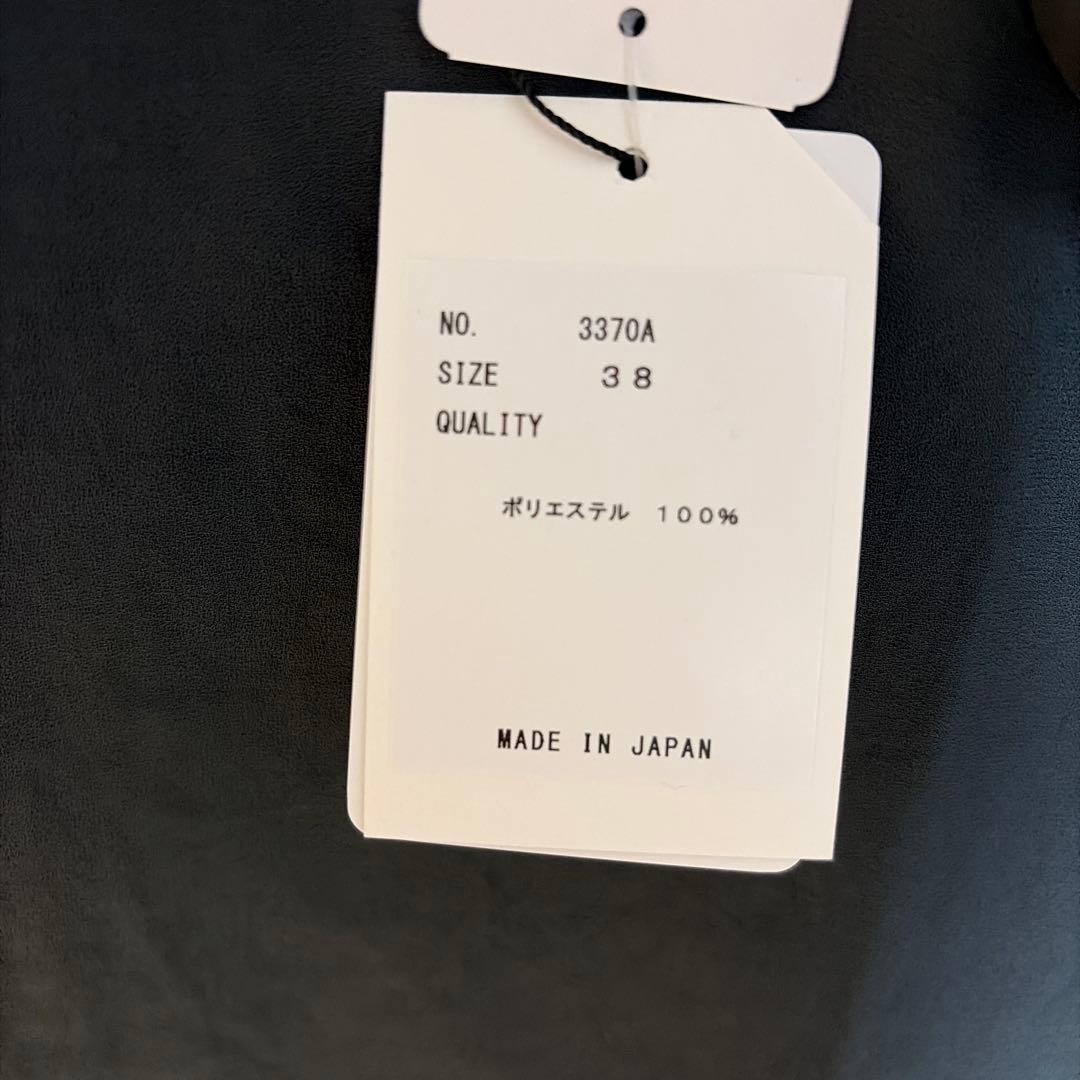 NO. 3370A
SIZE ３８
QUALITY
ポリエステル １００％
MADE IN JAPAN